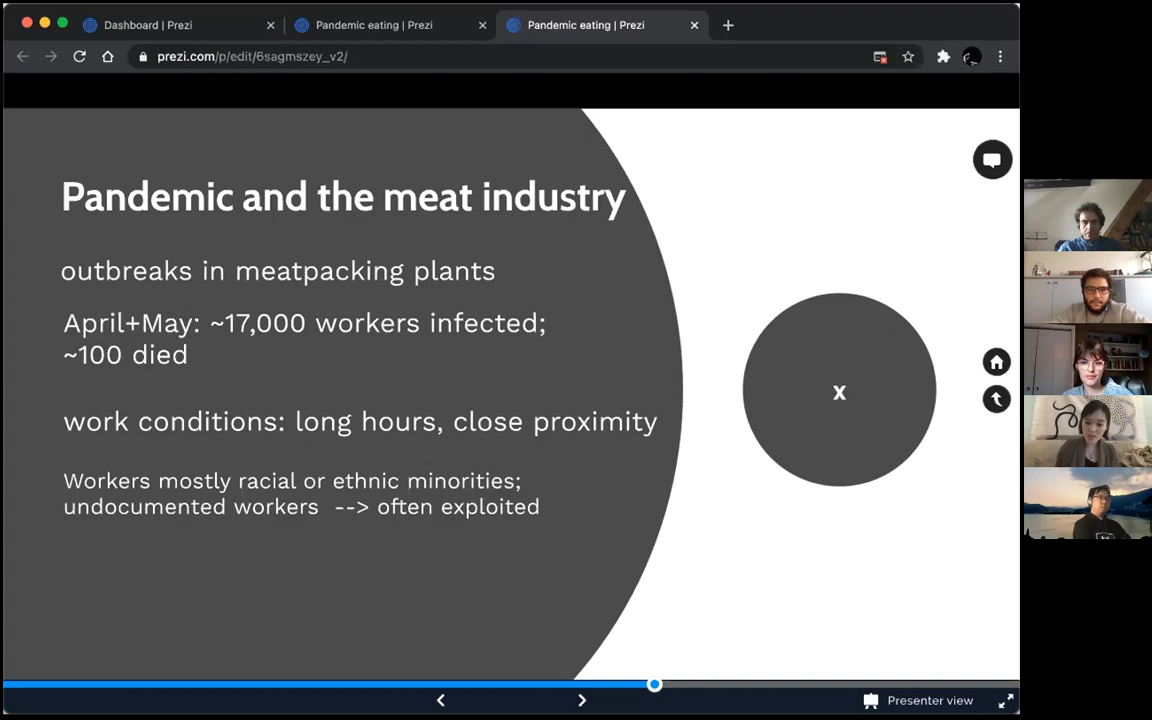 Dashboard | Prezi
Pandemic eating | Prezi
Pandemic eating | Prezi
prezi.com/p/edit/6sagmszey_v2/
Pandemic and the meat industry
outbreaks in meatpacking plants
April+May: ~17,000 workers infected;
~100 died
work conditions: long hours, close proximity
Workers mostly racial or ethnic minorities;
undocumented workers --> often exploited
x
Presenter view